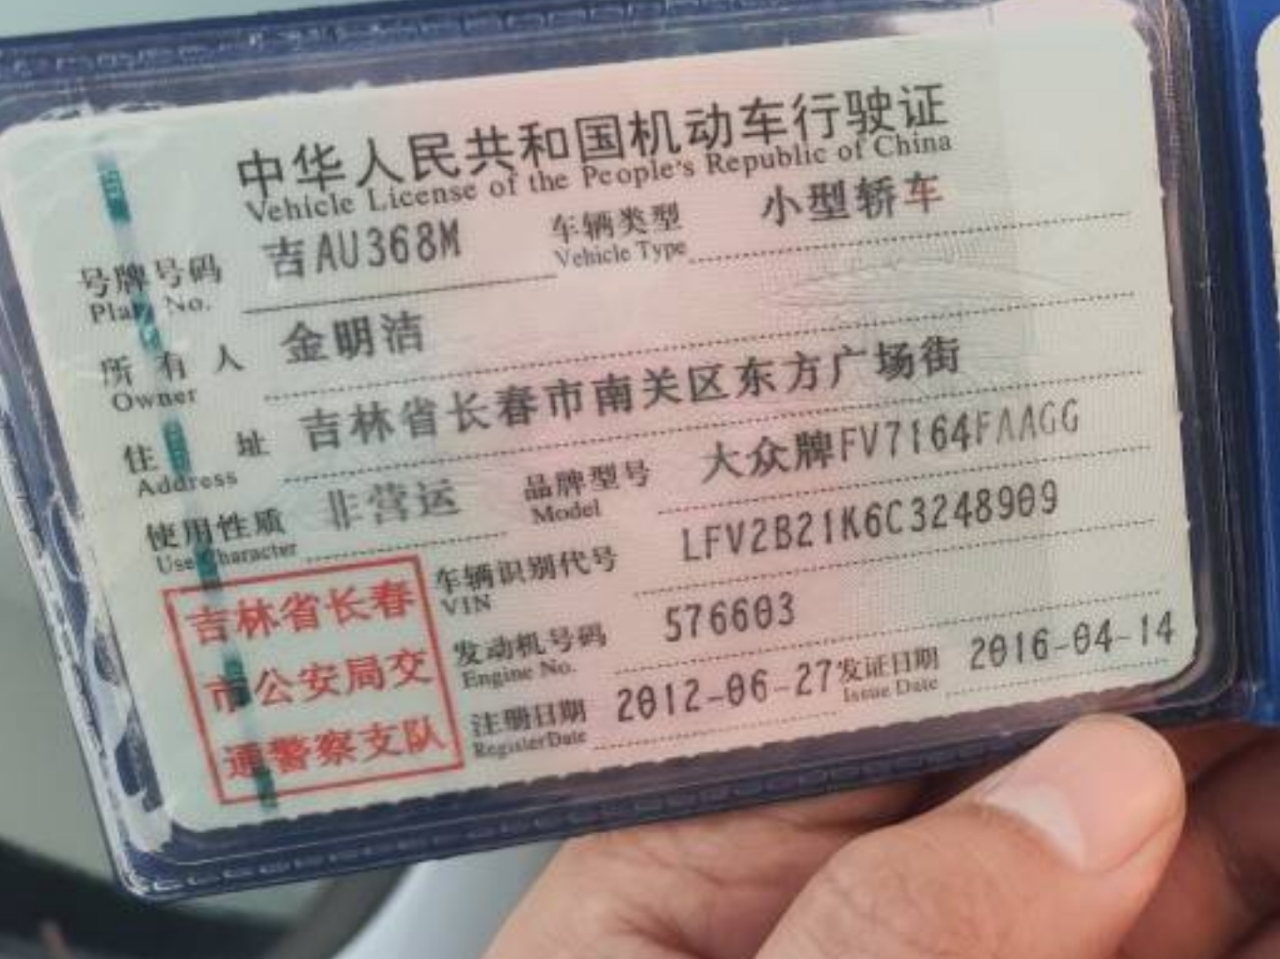 中华人民共和国机动车行驶证
Vehicle License of the People's Republic of China
号牌号码 吉AU368M 车辆类型 小型轿车
Plate No. Vehicle Type
所有人 金明洁
Owner
住址 吉林省长春市南关区东方广场街
Address
使用性质 非营运 品牌型号 大众牌FV7164FAAGG
Use Character Model
车辆识别代号 LFV2B21K6C3248909
VIN
发动机号码 576603
Engine No.
注册日期 2012-06-27 发证日期 2016-04-14
Register Date Issue Date
吉林省长春
市公安局交
通警察支队